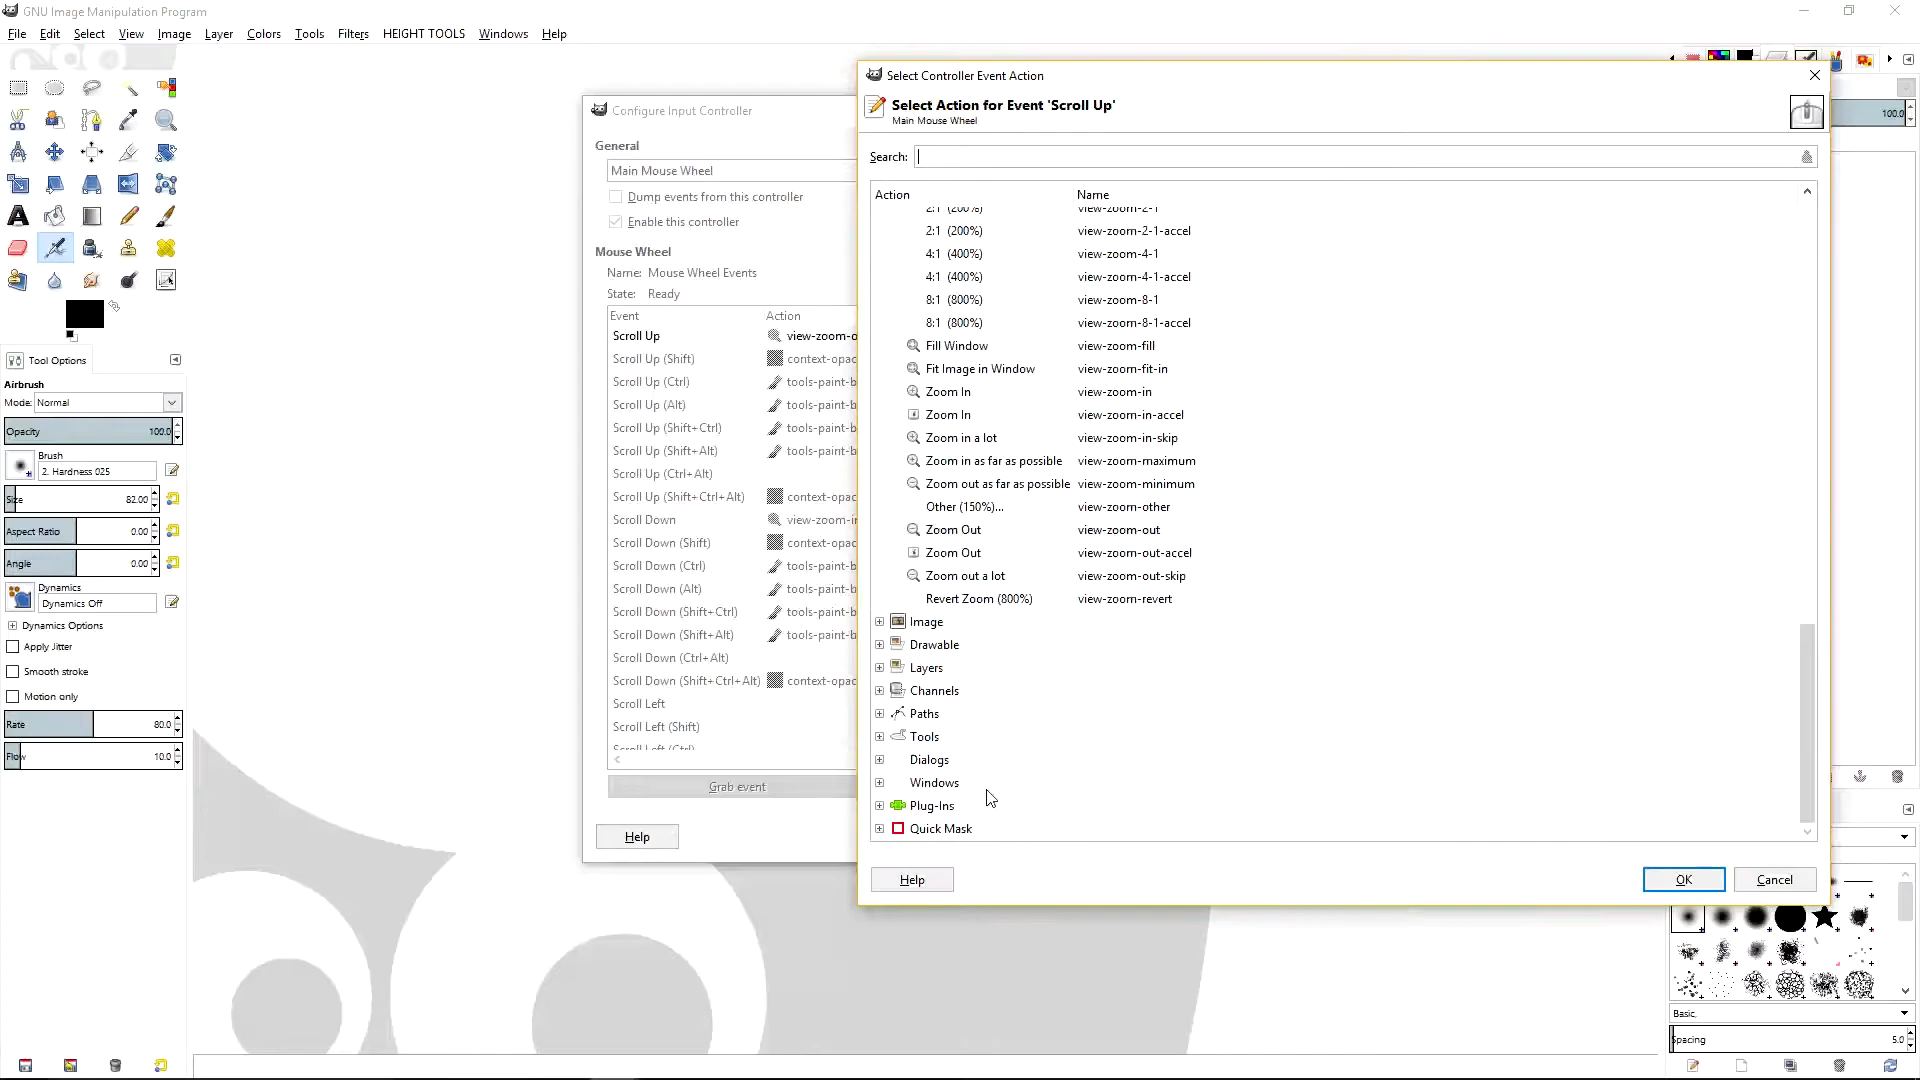 GNU Image Manipulation Program
File Edit Select View Image Layer Colors Tools Filters HEIGHT TOOLS Windows Help
Tool Options
Airbrush
Mode: Normal
Opacity 100.0
Brush
2. Hardness 025
Size 82.00
Aspect Ratio 0.00
Angle 0.00
Dynamics
Dynamics Off
Dynamics Options
Apply Jitter
Smooth stroke
Motion only
Rate 80.0
Flow 10.0
Configure Input Controller
General
Main Mouse Wheel
Dump events from this controller
Enable this controller
Mouse Wheel
Name: Mouse Wheel Events
State: Ready
Event Action
Scroll Up view-zoom-o
Scroll Up (Shift) context-opac
Scroll Up (Ctrl) tools-paint-b
Scroll Up (Alt) tools-paint-b
Scroll Up (Shift+Ctrl) tools-paint-b
Scroll Up (Shift+Alt) tools-paint-b
Scroll Up (Ctrl+Alt)
Scroll Up (Shift+Ctrl+Alt) context-opac
Scroll Down view-zoom-i
Scroll Down (Shift) context-opac
Scroll Down (Ctrl) tools-paint-b
Scroll Down (Alt) tools-paint-b
Scroll Down (Shift+Ctrl) tools-paint-b
Scroll Down (Shift+Alt) tools-paint-b
Scroll Down (Ctrl+Alt)
Scroll Down (Shift+Ctrl+Alt) context-opac
Scroll Left
Scroll Left (Shift)
Scroll Left (Ctrl)
Grab event
Help
Select Controller Event Action
Select Action for Event 'Scroll Up'
Main Mouse Wheel
Search:
Action Name
2:1 (200%) view-zoom-2-1
2:1 (200%) view-zoom-2-1-accel
4:1 (400%) view-zoom-4-1
4:1 (400%) view-zoom-4-1-accel
8:1 (800%) view-zoom-8-1
8:1 (800%) view-zoom-8-1-accel
Fill Window view-zoom-fill
Fit Image in Window view-zoom-fit-in
Zoom In view-zoom-in
Zoom In view-zoom-in-accel
Zoom in a lot view-zoom-in-skip
Zoom in as far as possible view-zoom-maximum
Zoom out as far as possible view-zoom-minimum
Other (150%)... view-zoom-other
Zoom Out view-zoom-out
Zoom Out view-zoom-out-accel
Zoom out a lot view-zoom-out-skip
Revert Zoom (800%) view-zoom-revert
Image
Drawable
Layers
Channels
Paths
Tools
Dialogs
Windows
Plug-Ins
Quick Mask
Help OK Cancel
100.0
Basic,
Spacing 5.0